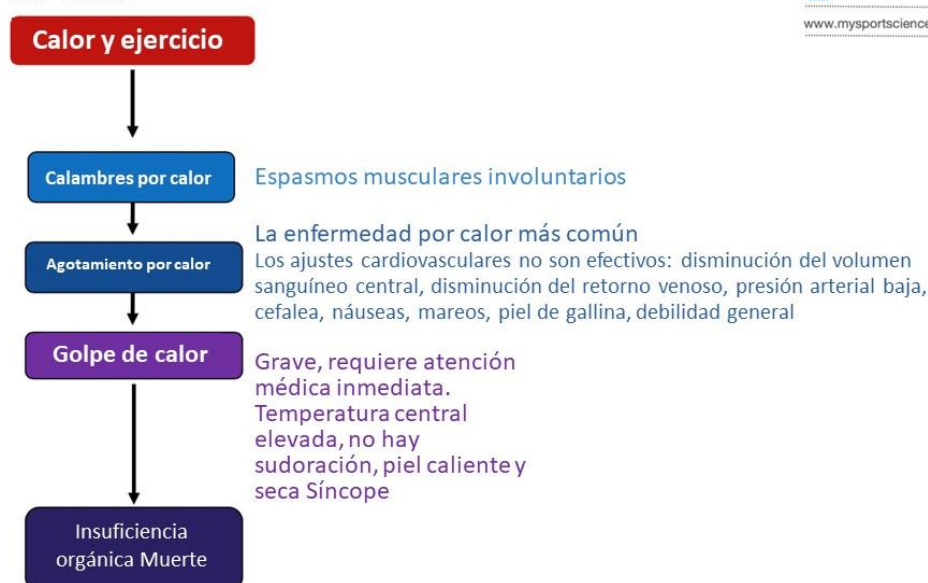 www.mysportscience
Calor y ejercicio
Calambres por calor
Espasmos musculares involuntarios
Agotamiento por calor
La enfermedad por calor más común
Los ajustes cardiovasculares no son efectivos: disminución del volumen
sanguíneo central, disminución del retorno venoso, presión arterial baja,
cefalea, náuseas, mareos, piel de gallina, debilidad general
Golpe de calor
Grave, requiere atención
médica inmediata.
Temperatura central
elevada, no hay
sudoración, piel caliente y
seca Síncope
Insuficiencia
orgánica Muerte